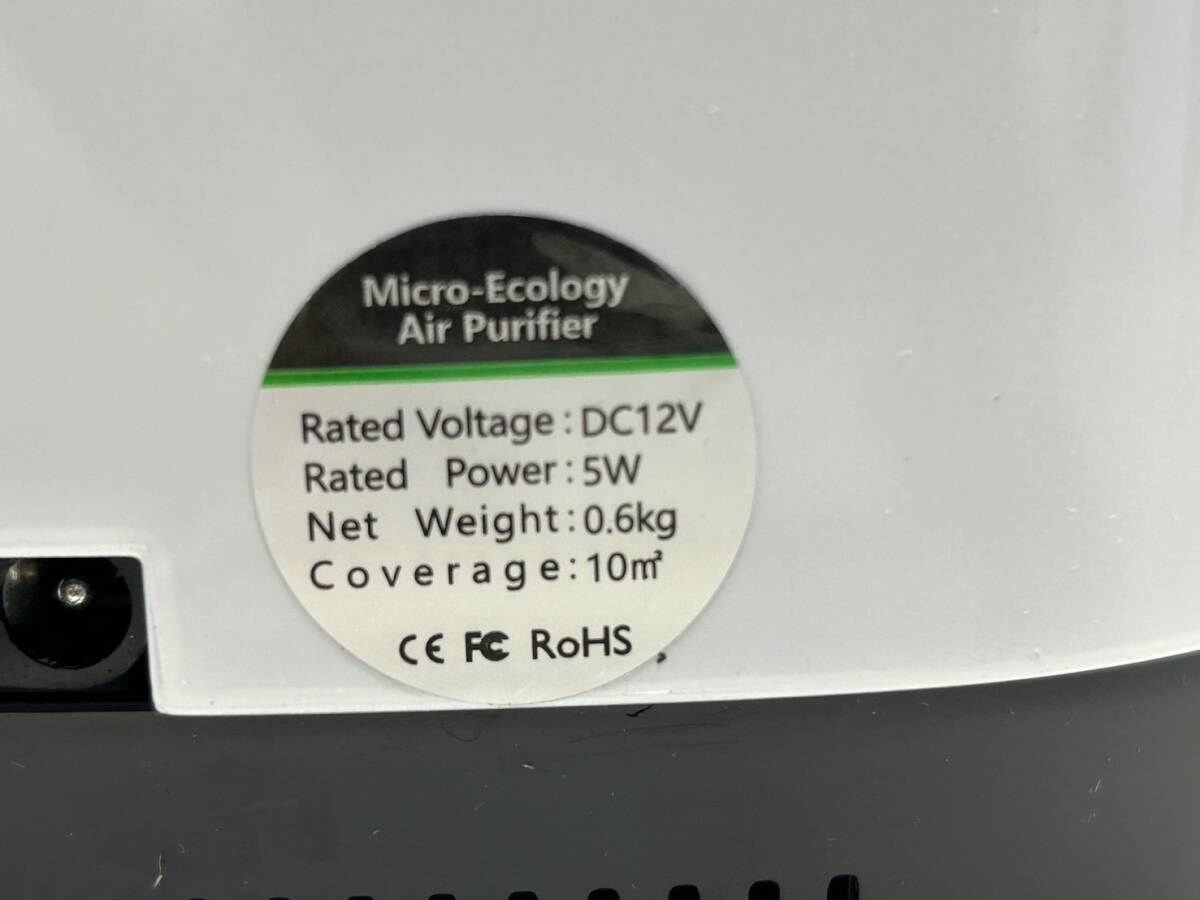 Micro-Ecology
Air Purifier
Rated Voltage:DC12V
Rated Power:5W
Net Weight:0.6kg
Coverage:10㎡
CE FC RoHS